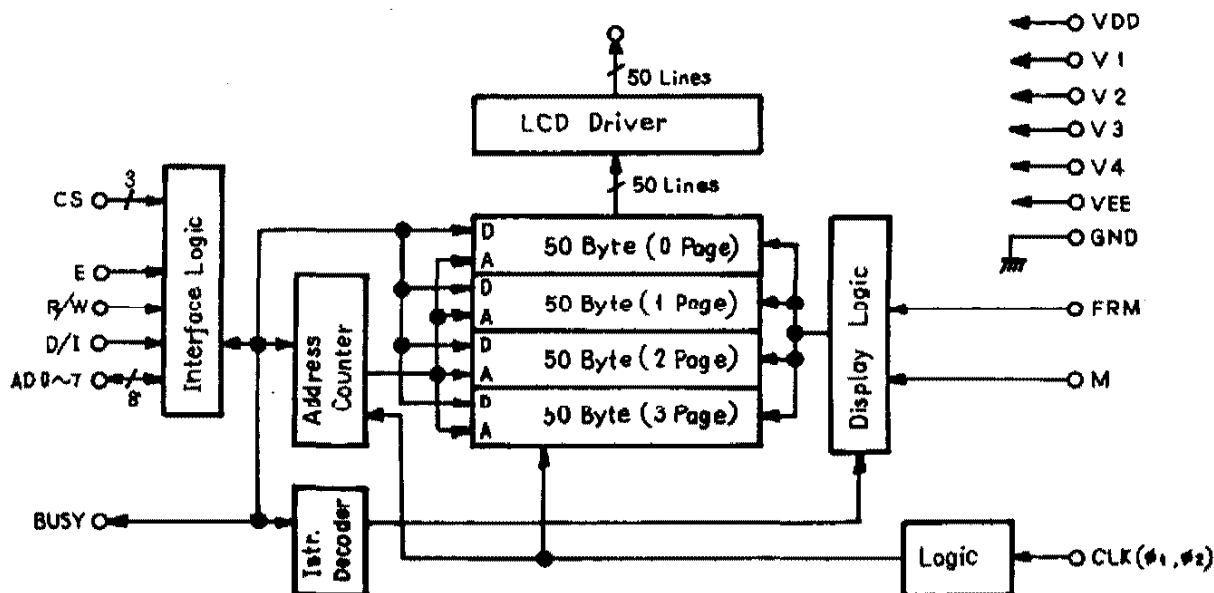 VDD
V1
V2
V3
V4
VEE
GND
FRM
M
CLK(ø1,ø2)
50 Lines
LCD Driver
50 Lines
CS
3
E
R/W
D/I
AD0~7
8
BUSY
Interface Logic
Address
Counter
Istr.
Decoder
D
A
50 Byte (0 Page)
D
A
50 Byte (1 Page)
D
A
50 Byte (2 Page)
D
A
50 Byte (3 Page)
Display Logic
Logic